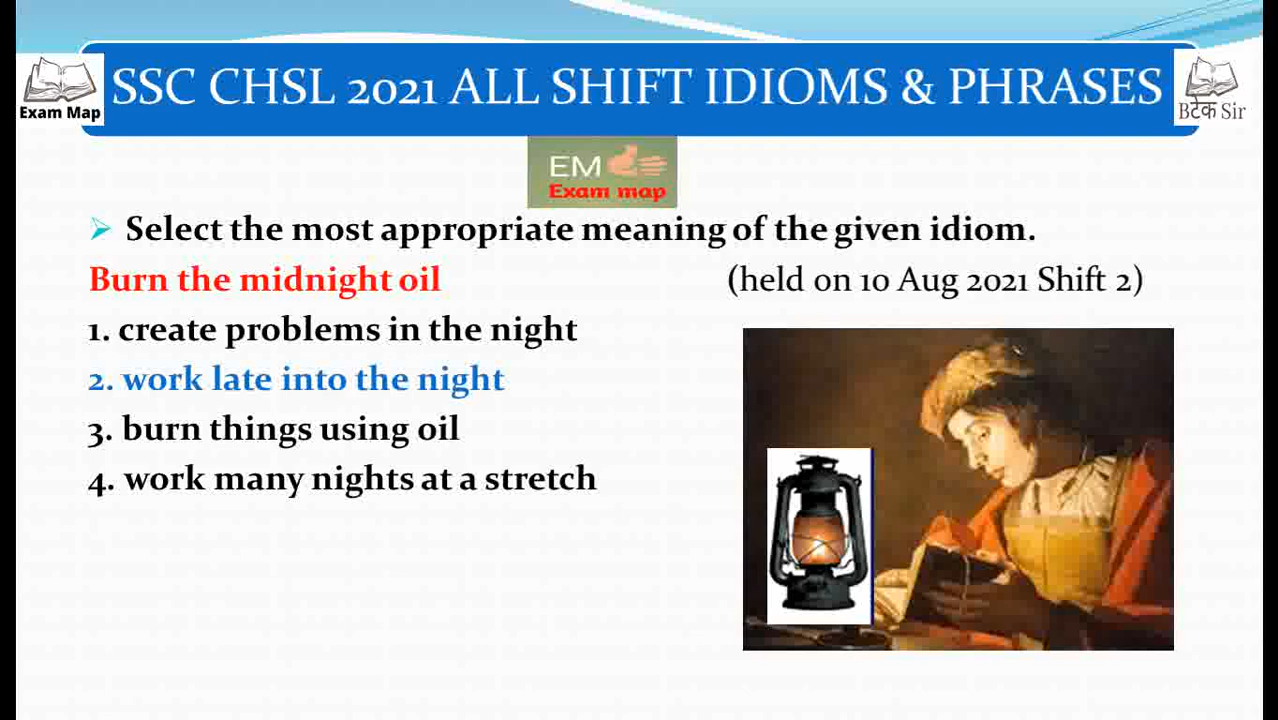 SSC CHSL 2021 ALL SHIFT IDIOMS & PHRASES
Exam Map
Bटेक Sir
EM
Exam map
Select the most appropriate meaning of the given idiom.
Burn the midnight oil (held on 10 Aug 2021 Shift 2)
1. create problems in the night
2. work late into the night
3. burn things using oil
4. work many nights at a stretch